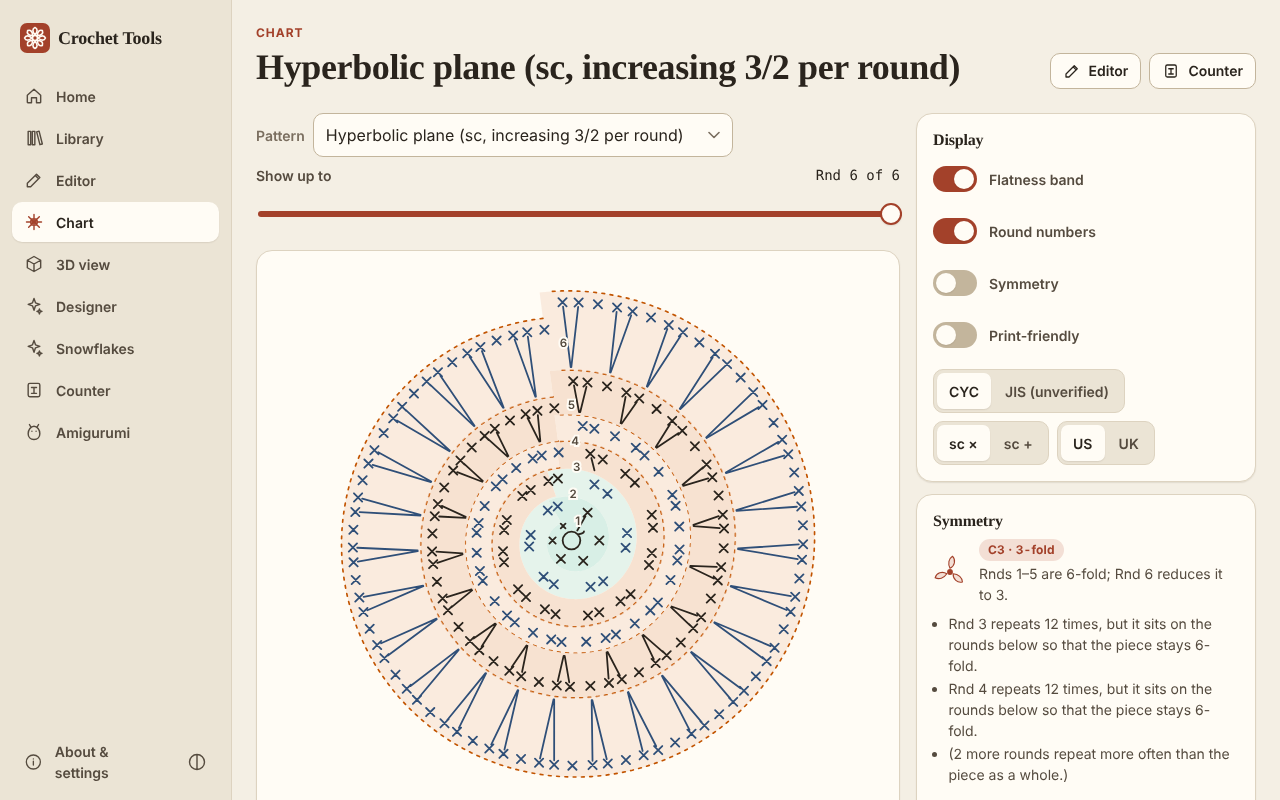 Crochet Tools
Home
Library
Editor
Chart
3D view
Designer
Snowflakes
Counter
Amigurumi
About &
settings
CHART
Hyperbolic plane (sc, increasing 3/2 per round)
Editor
Counter
Pattern
Hyperbolic plane (sc, increasing 3/2 per round)
Show up to
Rnd 6 of 6
6
5
4
3
2
1
Display
Flatness band
Round numbers
Symmetry
Print-friendly
CYC
JIS (unverified)
sc ×
sc +
US
UK
Symmetry
C3 · 3-fold
Rnds 1–5 are 6-fold; Rnd 6 reduces it
to 3.
• Rnd 3 repeats 12 times, but it sits on the
rounds below so that the piece stays 6-
fold.
• Rnd 4 repeats 12 times, but it sits on the
rounds below so that the piece stays 6-
fold.
• (2 more rounds repeat more often than the
piece as a whole.)